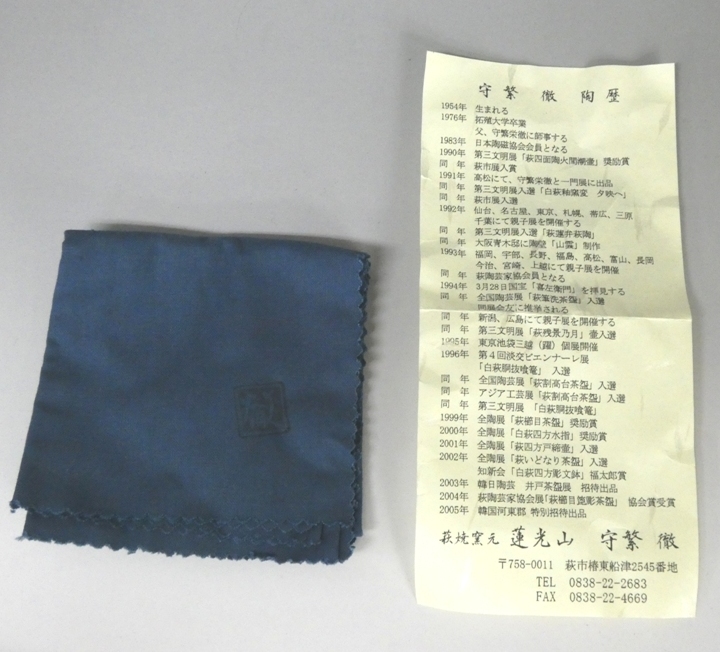 守繁 徹 陶歴
1954年 生まれる
1976年 拓殖大学卒業
父、守繁栄徹に師事する
1983年 日本陶磁協会会員となる
1990年 第三文明展「萩四面陶火間潮壷」奨励賞
同 年 萩市展入賞
1991年 高松にて、守繁栄徹と一門展に出品
同 年 第三文明展入選「白萩釉窯変 夕映へ」
同 年 萩市展入選
1992年 仙台、名古屋、東京、札幌、帯広、三原
千葉にて親子展を開催する
同 年 第三文明展入選「萩蓮弁萩陶」
同 年 大阪青木邸に陶壁「山雲」制作
1993年 福岡、宇部、長野、福島、高松、富山、長岡
今治、宮崎、上越にて親子展を開催
同 年 萩陶芸家協会会員となる
1994年 3月28日国宝「喜左衛門」を拝見する
同 年 全国陶芸展「萩筆洗茶盌」入選
同展会友に推挙される
同 年 新潟、広島にて親子展を開催する
同 年 第三文明展「萩残景乃月」壷入選
1995年 東京池袋三越（躍）個展開催
1996年 第4回淡交ビエンナーレ展
「白萩胴抜喰篭」 入選
同 年 全国陶芸展「萩割高台茶盌」入選
同 年 アジア工芸展「萩割高台茶盌」入選
同 年 第三文明展 「白萩胴抜喰篭」
1999年 全陶展「萩櫛目茶盌」奨励賞
2000年 全陶展「白萩四方水指」奨励賞
2001年 全陶展「萩四方戸締壷」入選
2002年 全陶展「萩いどなり茶盌」入選
知新会「白萩四方彫文鉢」福太郎賞
2003年 韓日陶芸 井戸茶盌展 招待出品
2004年 萩陶芸家協会展「萩櫛目箆彫茶盌」 協会賞受賞
2005年 韓国河東郡 特別招待出品
萩焼窯元 蓮光山 守繁 徹
〒758-0011 萩市椿東船津2545番地
TEL 0838-22-2683
FAX 0838-22-4669